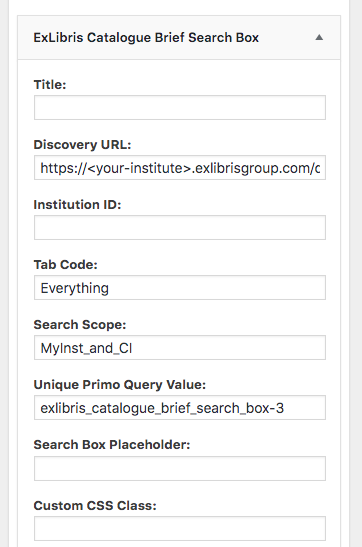 ExLibris Catalogue Brief Search Box
Title:
Discovery URL:
https://<your-institute>.exlibrisgroup.com/
Institution ID:
Tab Code:
Everything
Search Scope:
MyInst_and_CI
Unique Primo Query Value:
exlibris_catalogue_brief_search_box-3
Search Box Placeholder:
Custom CSS Class: